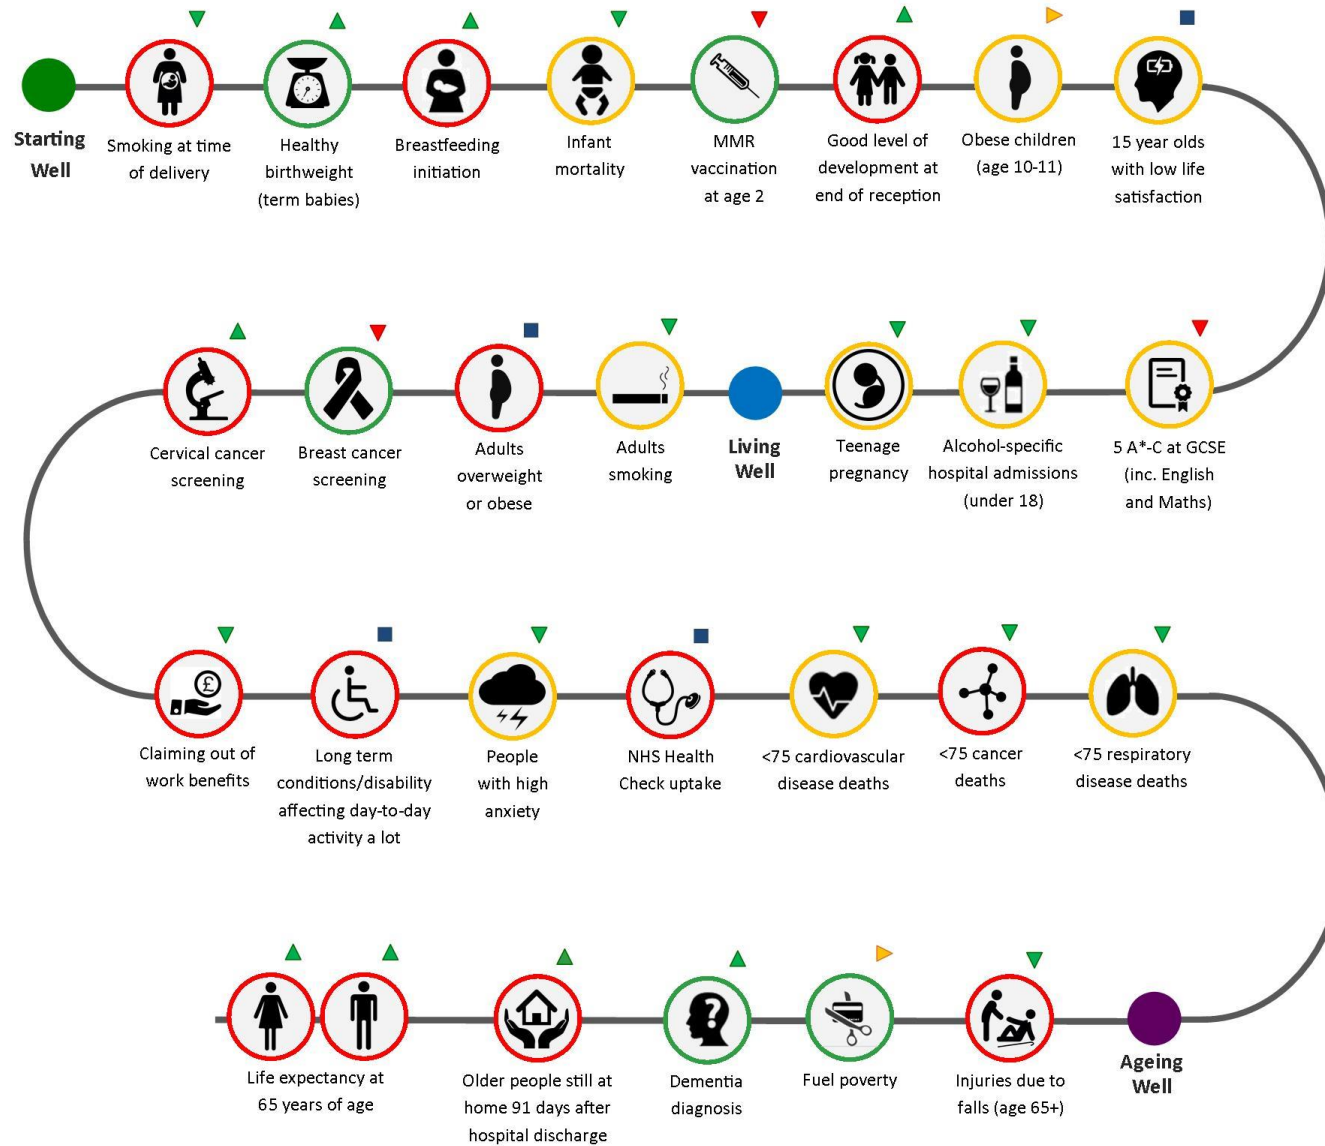 Starting
Well
Smoking at time
of delivery
Healthy
birthweight
(term babies)
Breastfeeding
initiation
Infant
mortality
MMR
vaccination
at age 2
Good level of
development at
end of reception
Obese children
(age 10-11)
15 year olds
with low life
satisfaction
Cervical cancer
screening
Breast cancer
screening
Adults
overweight
or obese
Adults
smoking
Living
Well
Teenage
pregnancy
Alcohol-specific
hospital admissions
(under 18)
5 A*-C at GCSE
(inc. English
and Maths)
£
Claiming out of
work benefits
Long term
conditions/disability
affecting day-to-day
activity a lot
People
with high
anxiety
NHS Health
Check uptake
<75 cardiovascular
disease deaths
<75 cancer
deaths
<75 respiratory
disease deaths
Life expectancy at
65 years of age
Older people still at
home 91 days after
hospital discharge
?
Dementia
diagnosis
Fuel poverty
Injuries due to
falls (age 65+)
Ageing
Well